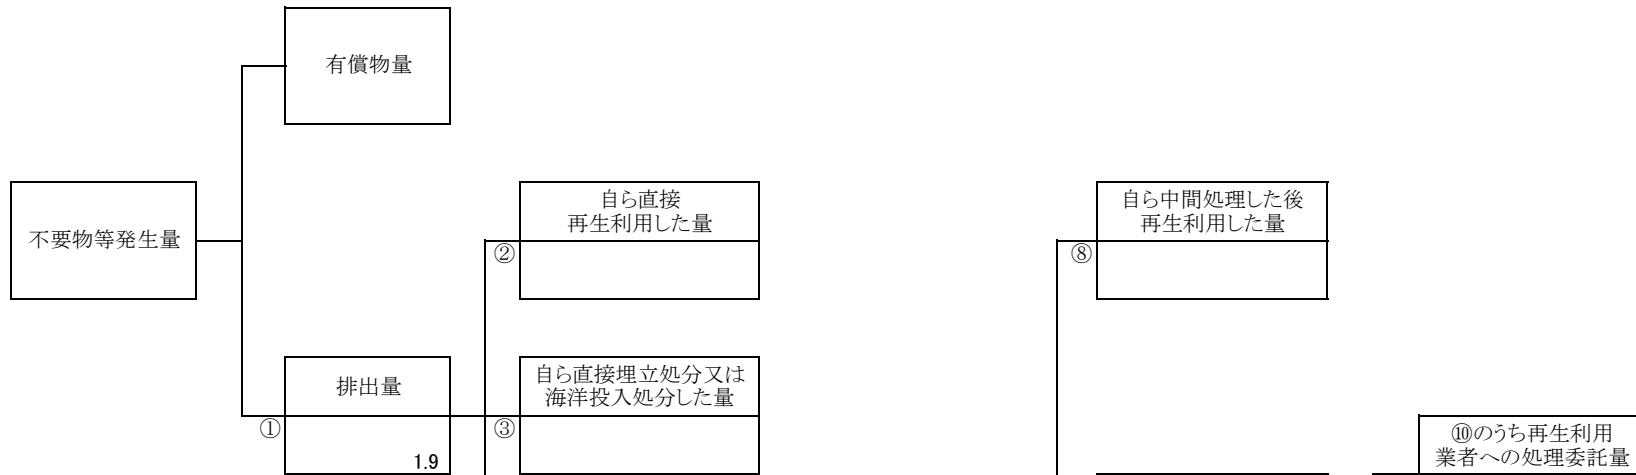 有償物量
不要物等発生量
自ら直接
再生利用した量
②
自ら中間処理した後
再生利用した量
⑧
排出量
①
1.9
自ら直接埋立処分又は
海洋投入処分した量
③
⑩のうち再生利用
業者への処理委託量